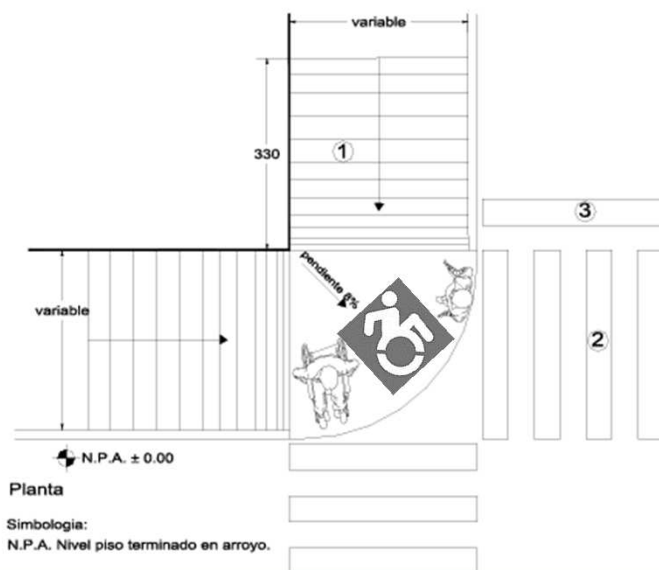 variable
330
1
3
pendiente 8%
variable
2
N.P.A. ± 0.00
Planta
Simbologia:
N.P.A. Nivel piso terminado en arroyo.